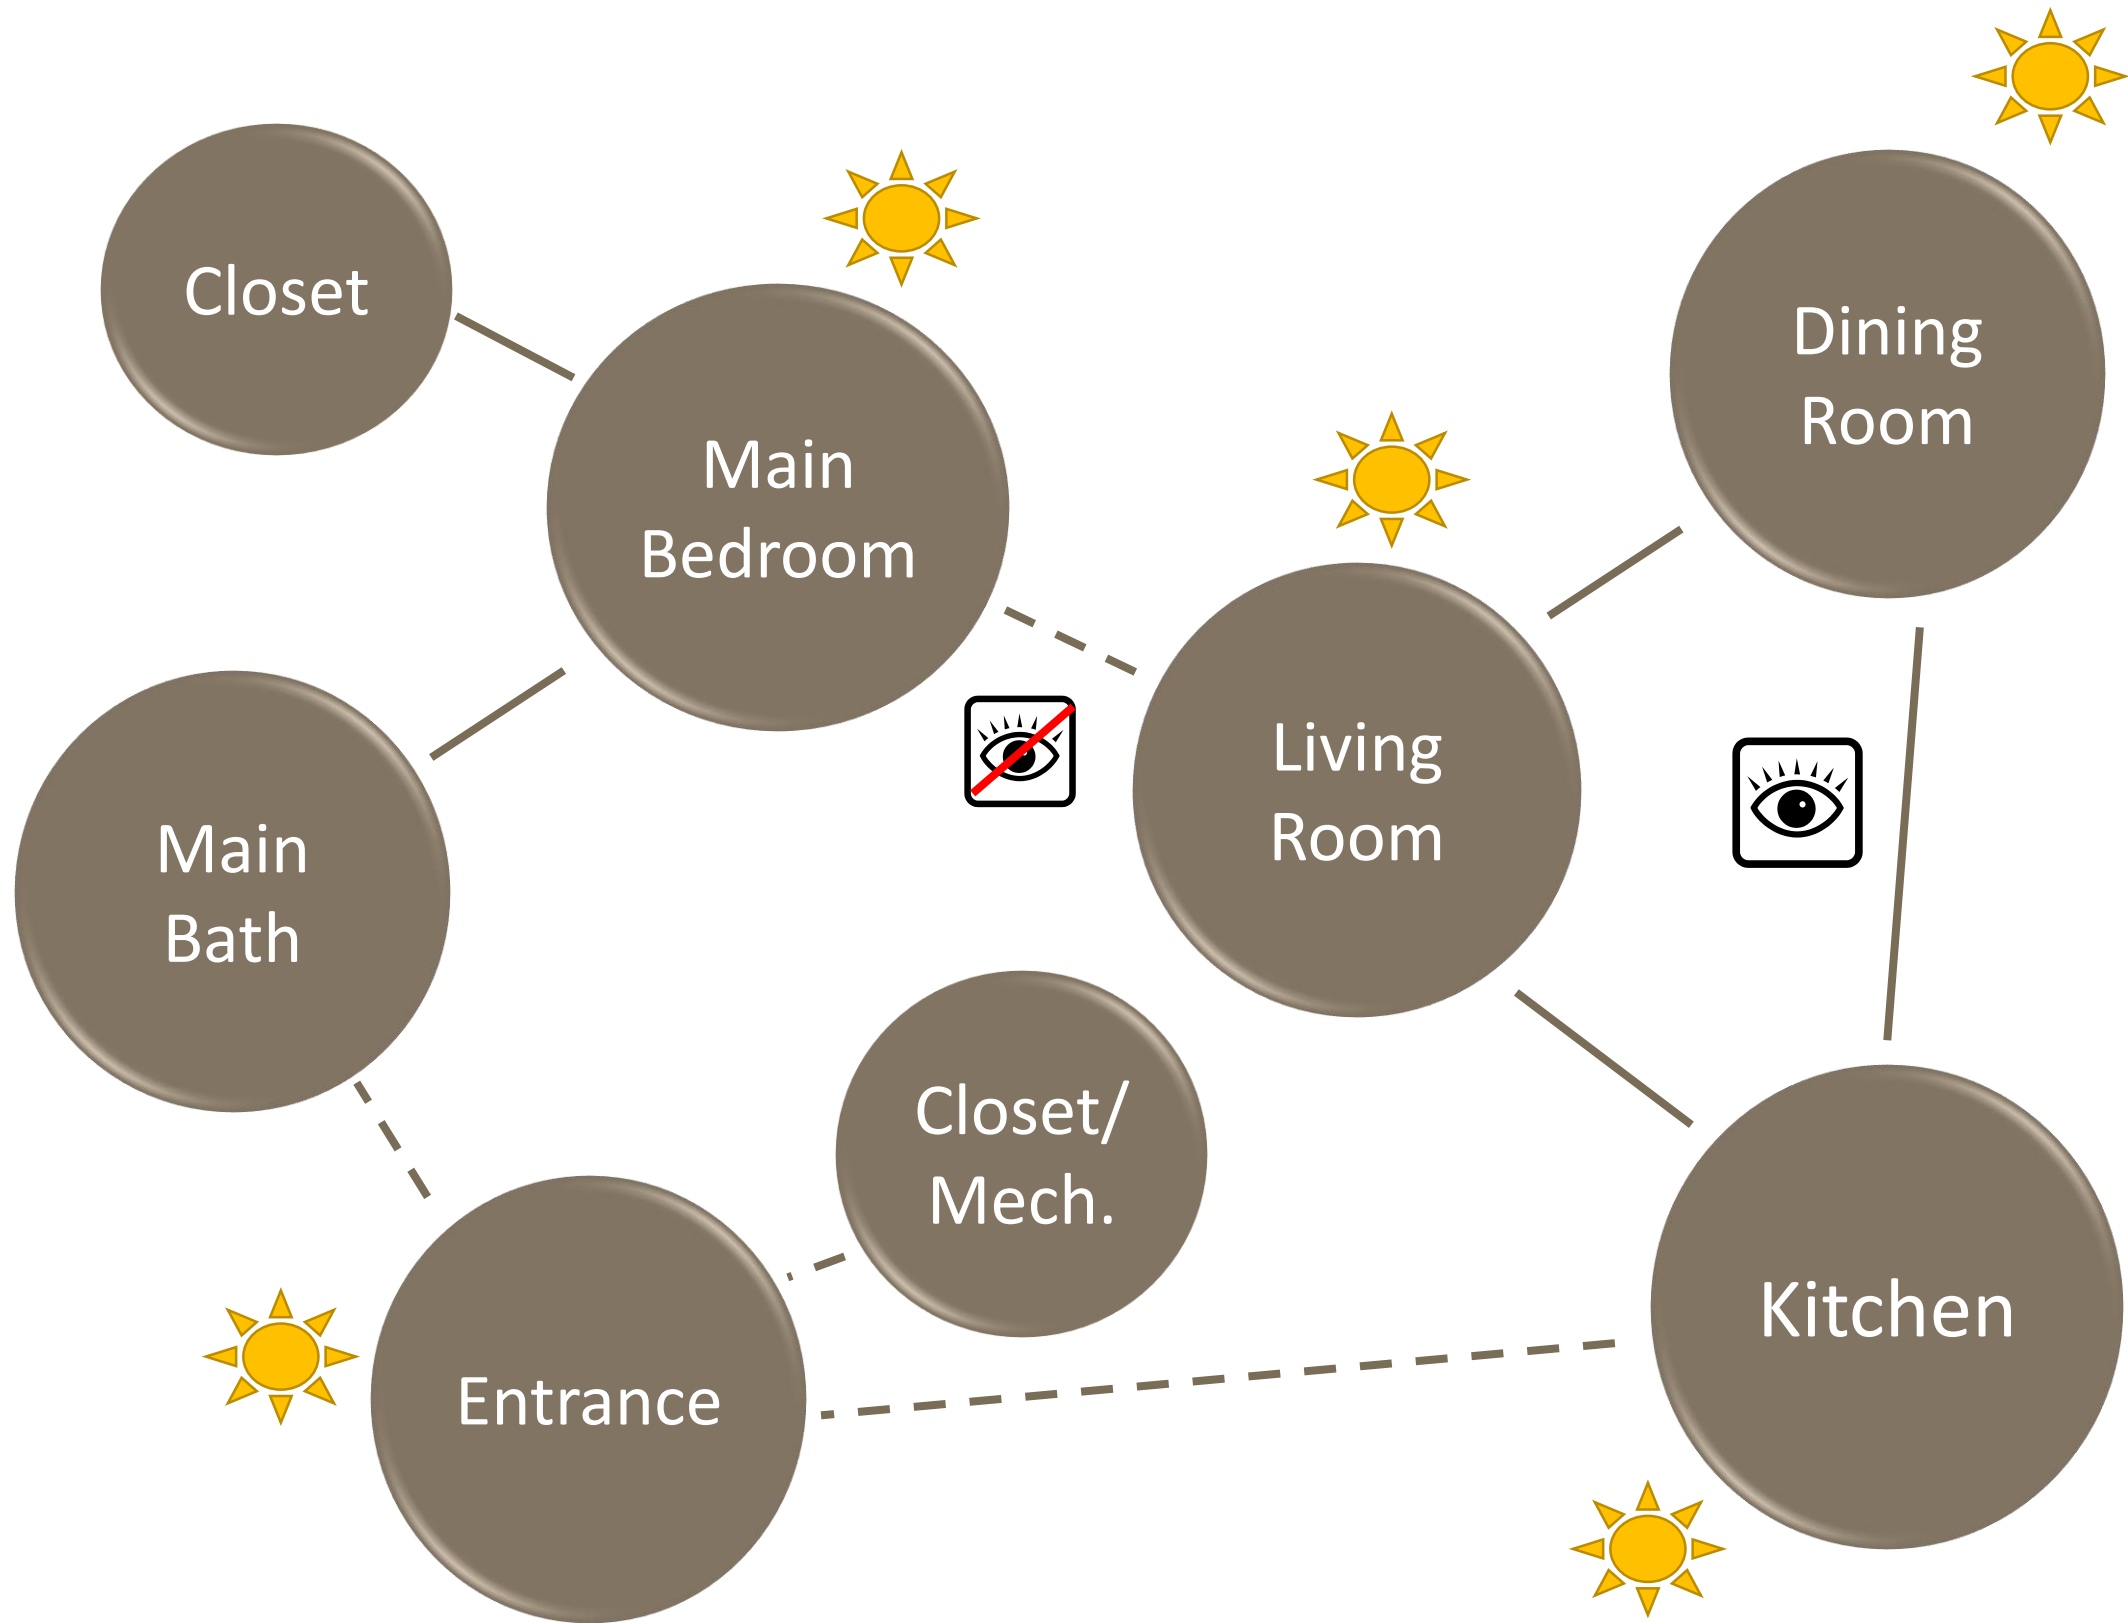 Closet
Main
Bedroom
Dining
Room
Living
Room
Main
Bath
Closet/
Mech.
Entrance
Kitchen